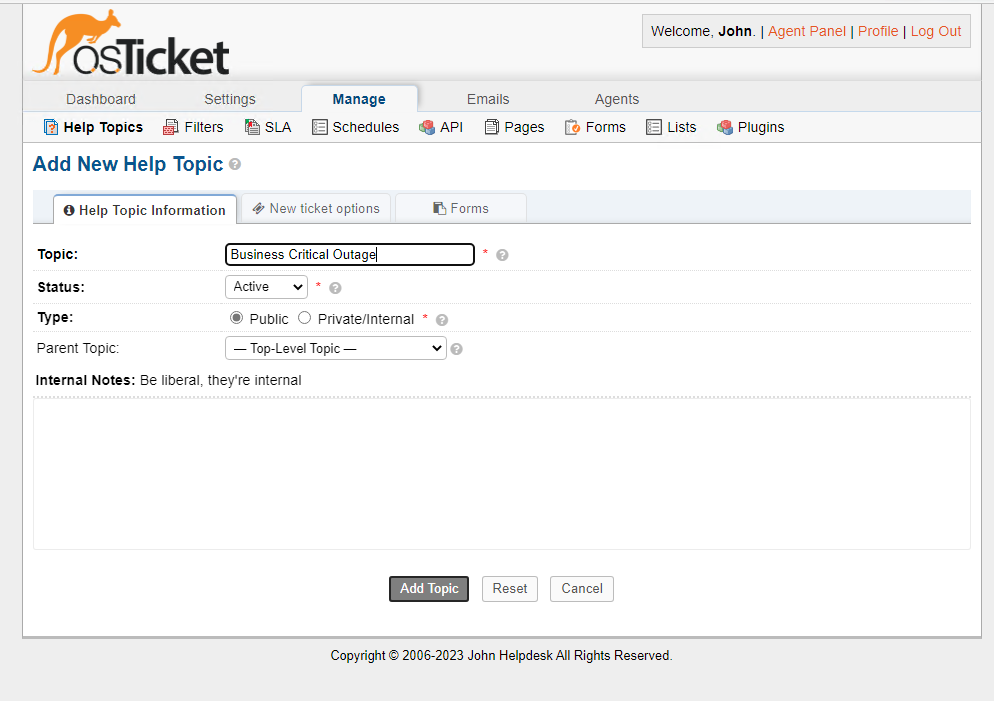 osTicket
Welcome, John. | Agent Panel | Profile | Log Out
Dashboard Settings Manage Emails Agents
Help Topics Filters SLA Schedules API Pages Forms Lists Plugins
Add New Help Topic ?
Help Topic Information New ticket options Forms
Topic: Business Critical Outage * ?
Status: Active * ?
Type: Public Private/Internal * ?
Parent Topic: — Top-Level Topic — ?
Internal Notes: Be liberal, they're internal
Add Topic Reset Cancel
Copyright © 2006-2023 John Helpdesk All Rights Reserved.